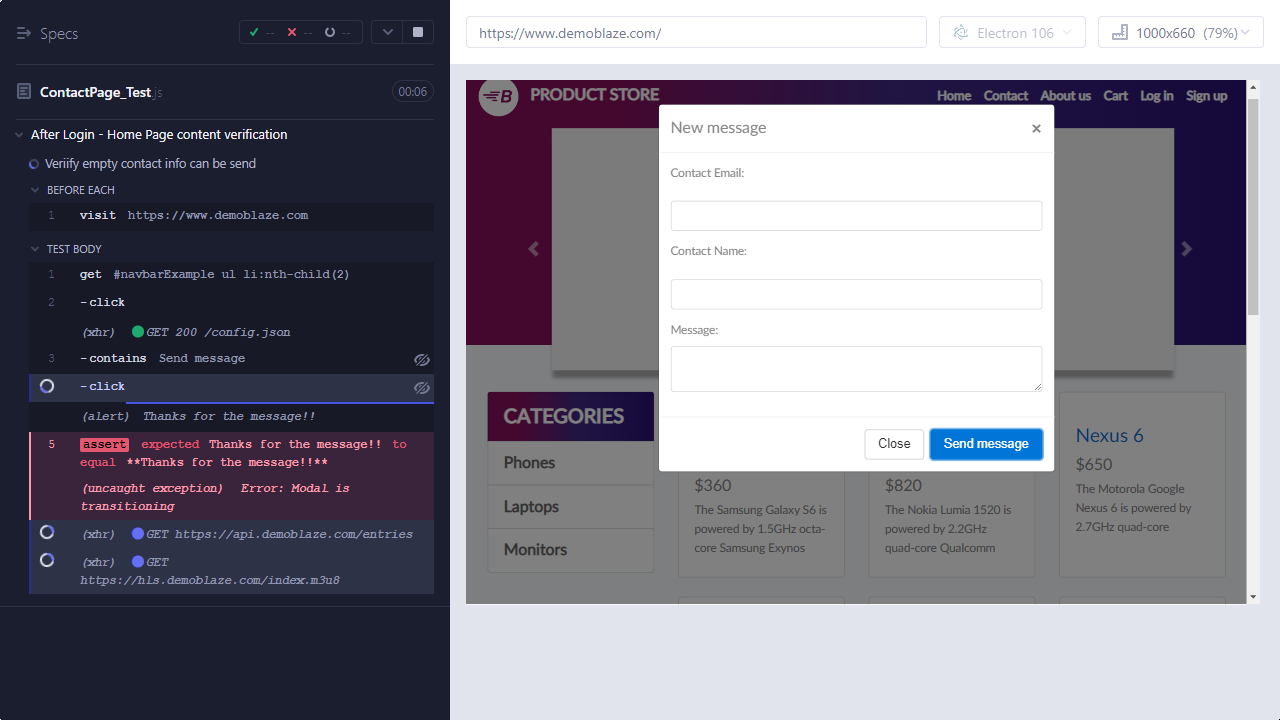 Specs
-- -- --
ContactPage_Test js
00:06
After Login - Home Page content verification
Veriify empty contact info can be send
BEFORE EACH
1 visit https://www.demoblaze.com
TEST BODY
1 get #navbarExample ul li:nth-child(2)
2 -click
(xhr) GET 200 /config.json
3 -contains Send message
-click
(alert) Thanks for the message!!
5 assert expected Thanks for the message!! to
equal **Thanks for the message!!**
(uncaught exception) Error: Modal is
transitioning
(xhr) GET https://api.demoblaze.com/entries
(xhr) GET
https://hls.demoblaze.com/index.m3u8
https://www.demoblaze.com/
Electron 106
1000x660 (79%)
B PRODUCT STORE
Home Contact About us Cart Log in Sign up
New message
×
Contact Email:
Contact Name:
Message:
Close Send message
CATEGORIES
Phones
Laptops
Monitors
$360
The Samsung Galaxy S6 is
powered by 1.5GHz octa-
core Samsung Exynos
$820
The Nokia Lumia 1520 is
powered by 2.2GHz
quad-core Qualcomm
Nexus 6
$650
The Motorola Google
Nexus 6 is powered by
2.7GHz quad-core